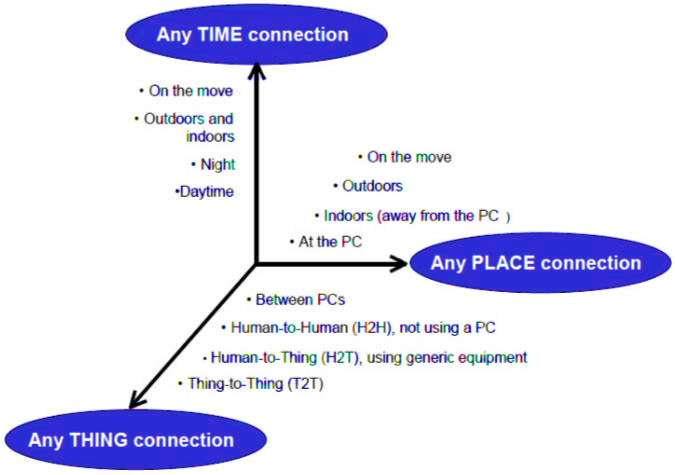 Any TIME connection
• On the move
• Outdoors and
indoors
• Night
•Daytime
• On the move
• Outdoors
• Indoors (away from the PC )
• At the PC
Any PLACE connection
• Between PCs
• Human-to-Human (H2H), not using a PC
• Human-to-Thing (H2T), using generic equipment
• Thing-to-Thing (T2T)
Any THING connection